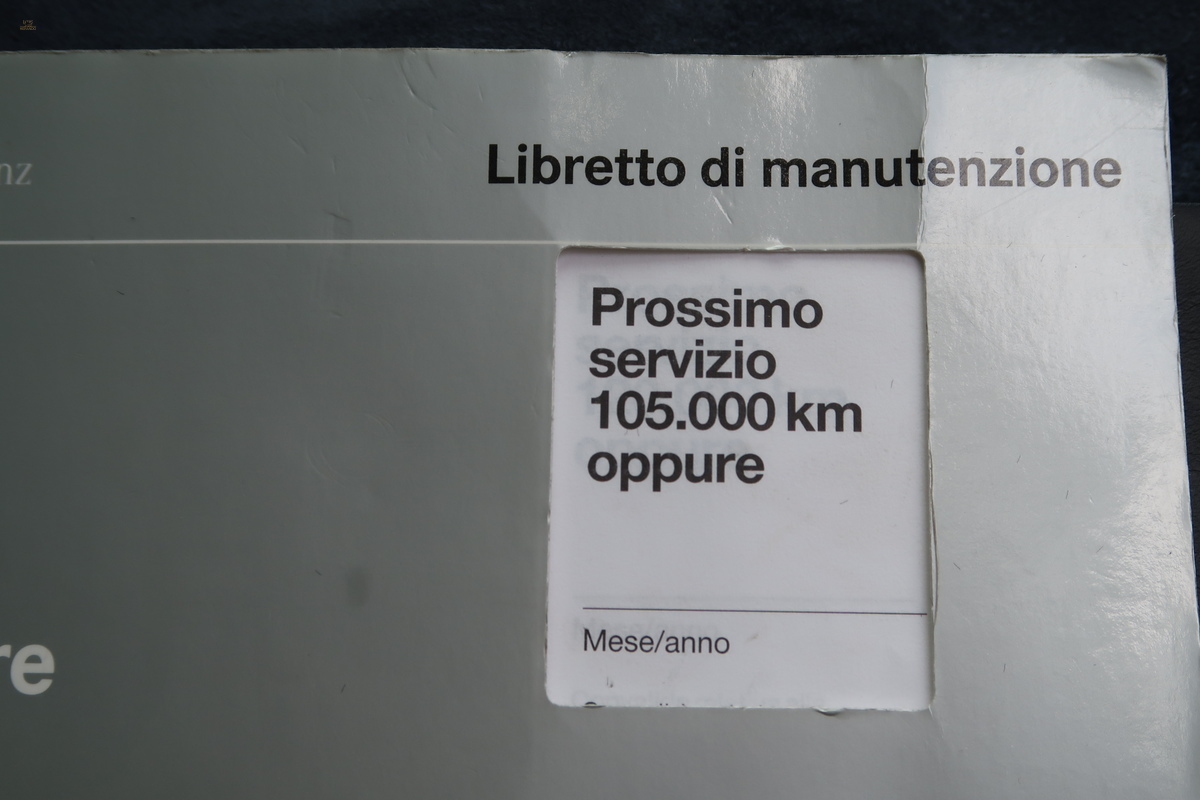 nz
Libretto di manutenzione
Prossimo
servizio
105.000 km
oppure
Mese/anno
re